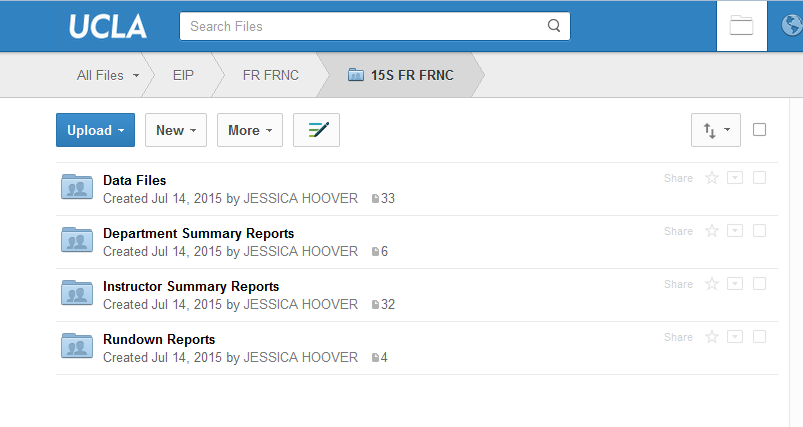 UCLA Search Files
All Files EIP FR FRNC 15S FR FRNC
Upload New More
Data Files Share
Created Jul 14, 2015 by JESSICA HOOVER 33
Department Summary Reports Share
Created Jul 14, 2015 by JESSICA HOOVER 6
Instructor Summary Reports Share
Created Jul 14, 2015 by JESSICA HOOVER 32
Rundown Reports Share
Created Jul 14, 2015 by JESSICA HOOVER 4